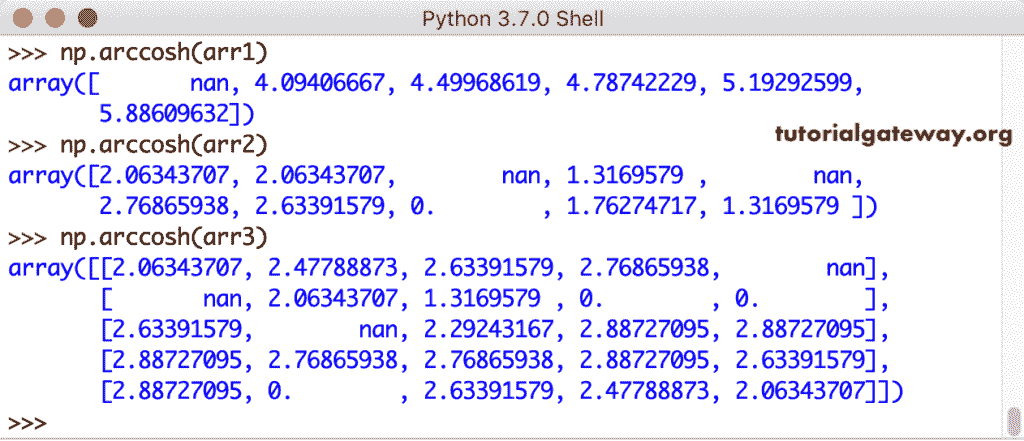 Python 3.7.0 Shell
>>> np.arccosh(arr1)
array([       nan, 4.09406667, 4.49968619, 4.78742229, 5.19292599,
       5.88609632])
tutorialgateway.org
>>> np.arccosh(arr2)
array([2.06343707, 2.06343707,        nan, 1.3169579 ,        nan,
       2.76865938, 2.63391579, 0.        , 1.76274717, 1.3169579 ])
>>> np.arccosh(arr3)
array([[2.06343707, 2.47788873, 2.63391579, 2.76865938,        nan],
       [       nan, 2.06343707, 1.3169579 , 0.        , 0.        ],
       [2.63391579,        nan, 2.29243167, 2.88727095, 2.88727095],
       [2.88727095, 2.76865938, 2.76865938, 2.88727095, 2.63391579],
       [2.88727095, 0.        , 2.63391579, 2.47788873, 2.06343707]])
>>>